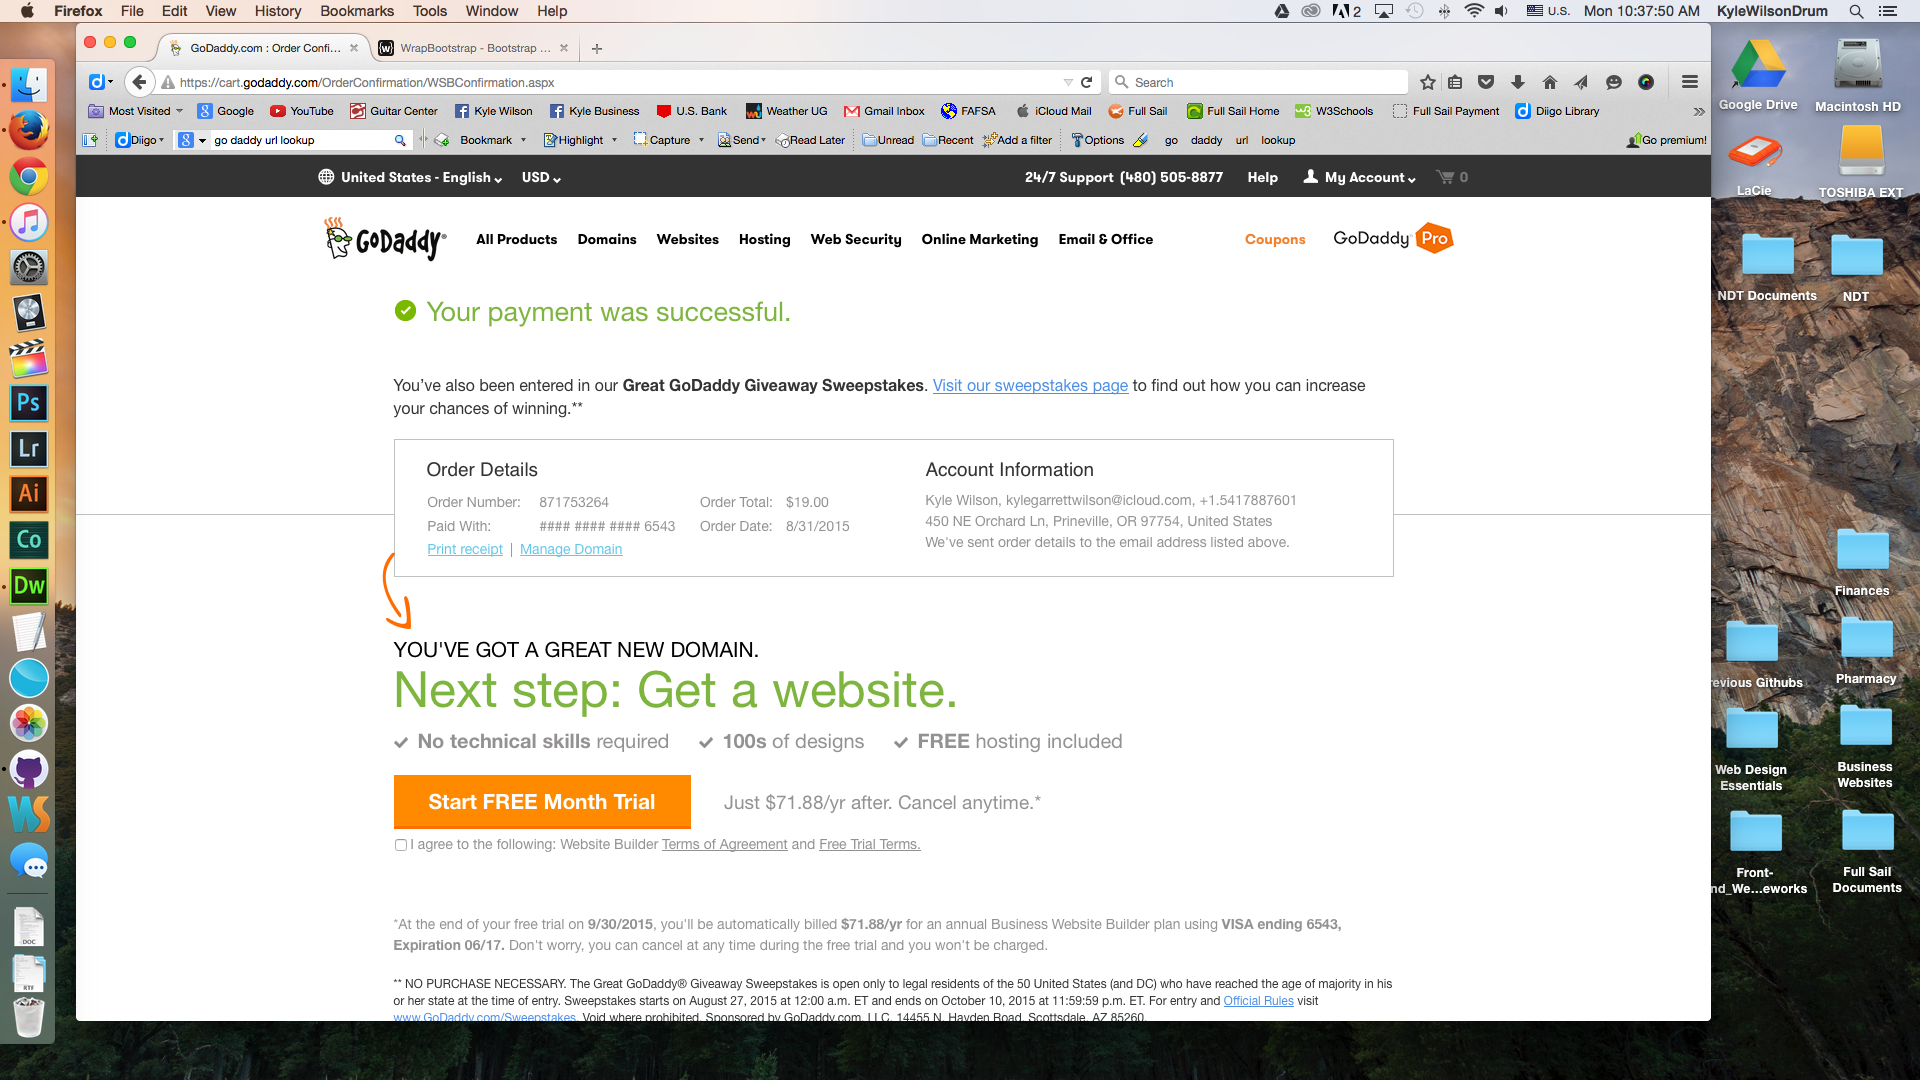 Firefox File Edit View History Bookmarks Tools Window Help
2 U.S. Mon 10:37:50 AM KyleWilsonDrum
GoDaddy.com : Order Confi... WrapBootstrap - Bootstrap ...
https://cart.godaddy.com/OrderConfirmation/WSBConfirmation.aspx Search
Most Visited Google YouTube Guitar Center Kyle Wilson Kyle Business U.S. Bank Weather UG Gmail Inbox FAFSA iCloud Mail Full Sail Full Sail Home W3Schools Full Sail Payment Diigo Library
Diigo go daddy url lookup Bookmark Highlight Capture Send Read Later Unread Recent Add a filter Options go daddy url lookup Go premium!
United States - English USD 24/7 Support (480) 505-8877 Help My Account 0
GoDaddy All Products Domains Websites Hosting Web Security Online Marketing Email & Office Coupons GoDaddy Pro
Your payment was successful.
You've also been entered in our Great GoDaddy Giveaway Sweepstakes. Visit our sweepstakes page to find out how you can increase
your chances of winning.**
Order Details
Order Number: 871753264 Order Total: $19.00
Paid With: #### #### #### 6543 Order Date: 8/31/2015
Print receipt | Manage Domain
Account Information
Kyle Wilson, kylegarrettwilson@icloud.com, +1.5417887601
450 NE Orchard Ln, Prineville, OR 97754, United States
We've sent order details to the email address listed above.
YOU'VE GOT A GREAT NEW DOMAIN.
Next step: Get a website.
No technical skills required 100s of designs FREE hosting included
Start FREE Month Trial Just $71.88/yr after. Cancel anytime.*
I agree to the following: Website Builder Terms of Agreement and Free Trial Terms.
*At the end of your free trial on 9/30/2015, you'll be automatically billed $71.88/yr for an annual Business Website Builder plan using VISA ending 6543,
Expiration 06/17. Don't worry, you can cancel at any time during the free trial and you won't be charged.
** NO PURCHASE NECESSARY. The Great GoDaddy® Giveaway Sweepstakes is open only to legal residents of the 50 United States (and DC) who have reached the age of majority in his
or her state at the time of entry. Sweepstakes starts on August 27, 2015 at 12:00 a.m. ET and ends on October 10, 2015 at 11:59:59 p.m. ET. For entry and Official Rules visit
www.GoDaddy.com/Sweepstakes. Void where prohibited. Sponsored by GoDaddy.com, LLC, 14455 N. Hayden Road, Scottsdale, AZ 85260.
Google Drive Macintosh HD
LaCie TOSHIBA EXT
NDT Documents NDT
Finances
evious Githubs Pharmacy
Web Design
Essentials
Business
Websites
Front-
nd_We...eworks
Full Sail
Documents
Ps
Lr
Ai
Co
Dw
WS
DOC
RTF